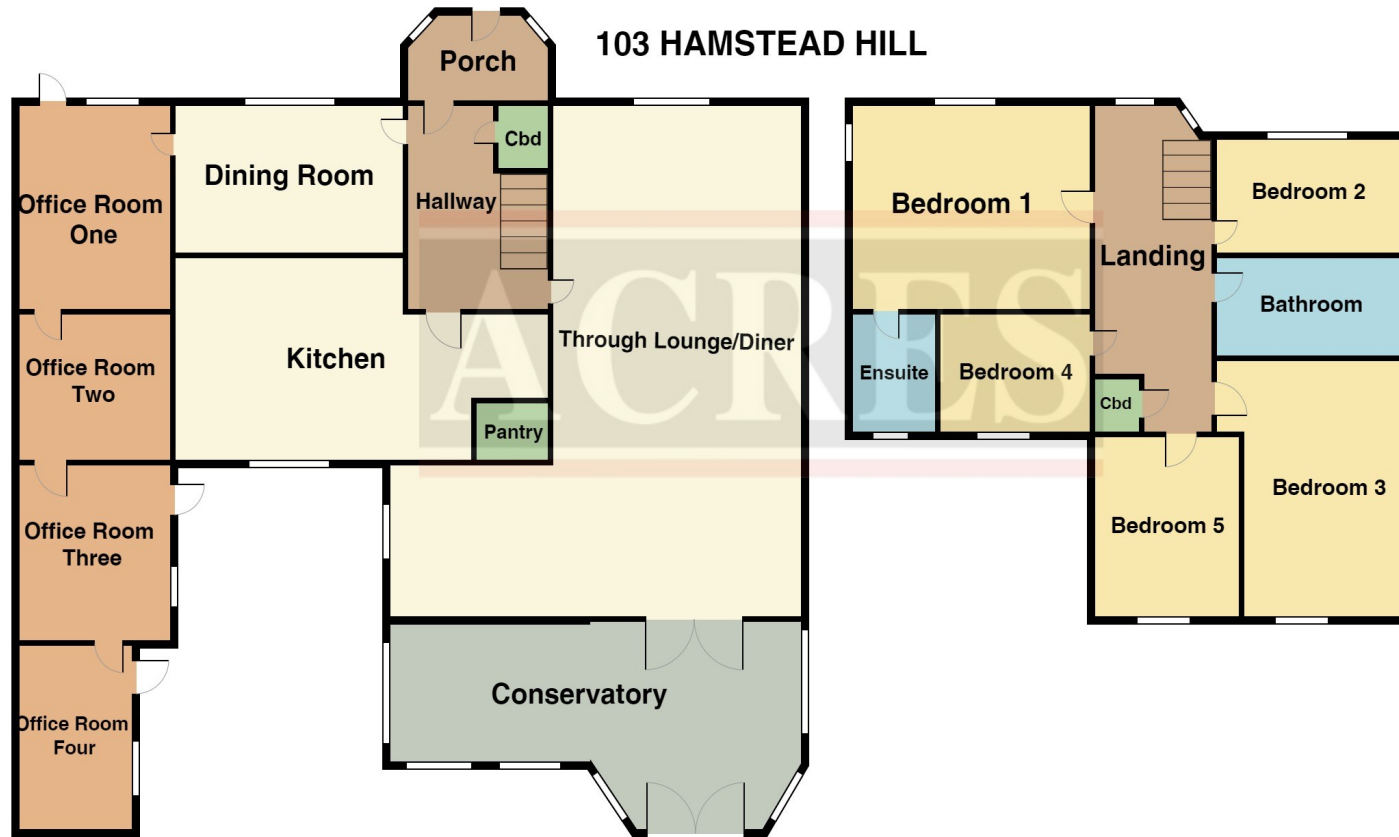 103 HAMSTEAD HILL
Porch
Cbd
Dining Room
Hallway
Office Room
One
Kitchen
Through Lounge/Diner
Office Room
Two
Pantry
Office Room
Three
Conservatory
Office Room
Four
Bedroom 1
Bedroom 2
Landing
Bathroom
Ensuite
Bedroom 4
Cbd
Bedroom 3
Bedroom 5
ACRES